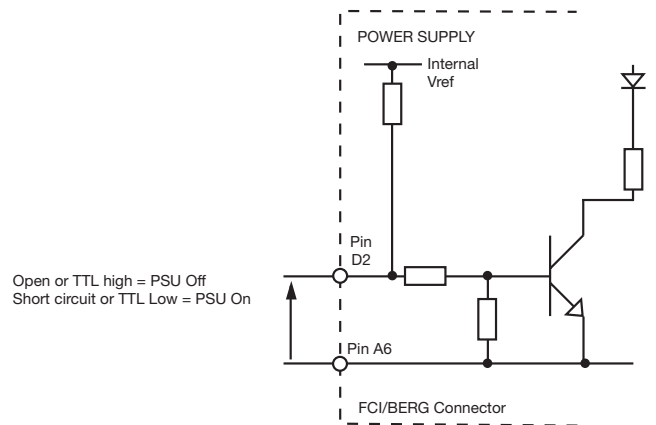 POWER SUPPLY
Internal
Vref
Pin
D2
Open or TTL high = PSU Off
Short circuit or TTL Low = PSU On
Pin A6
FCI/BERG Connector